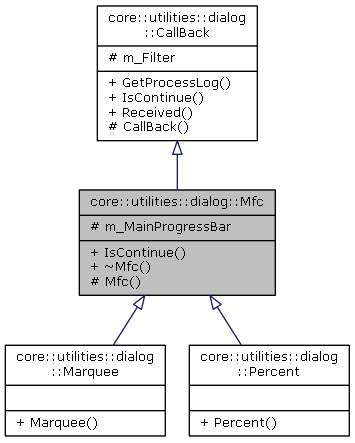 core::utilities::dialog
::CallBack
# m_Filter
+ GetProcessLog()
+ IsContinue()
+ Received()
# CallBack()
core::utilities::dialog::Mfc
# m_MainProgressBar
+ IsContinue()
+ ~Mfc()
# Mfc()
core::utilities::dialog
::Marquee
+ Marquee()
core::utilities::dialog
::Percent
+ Percent()